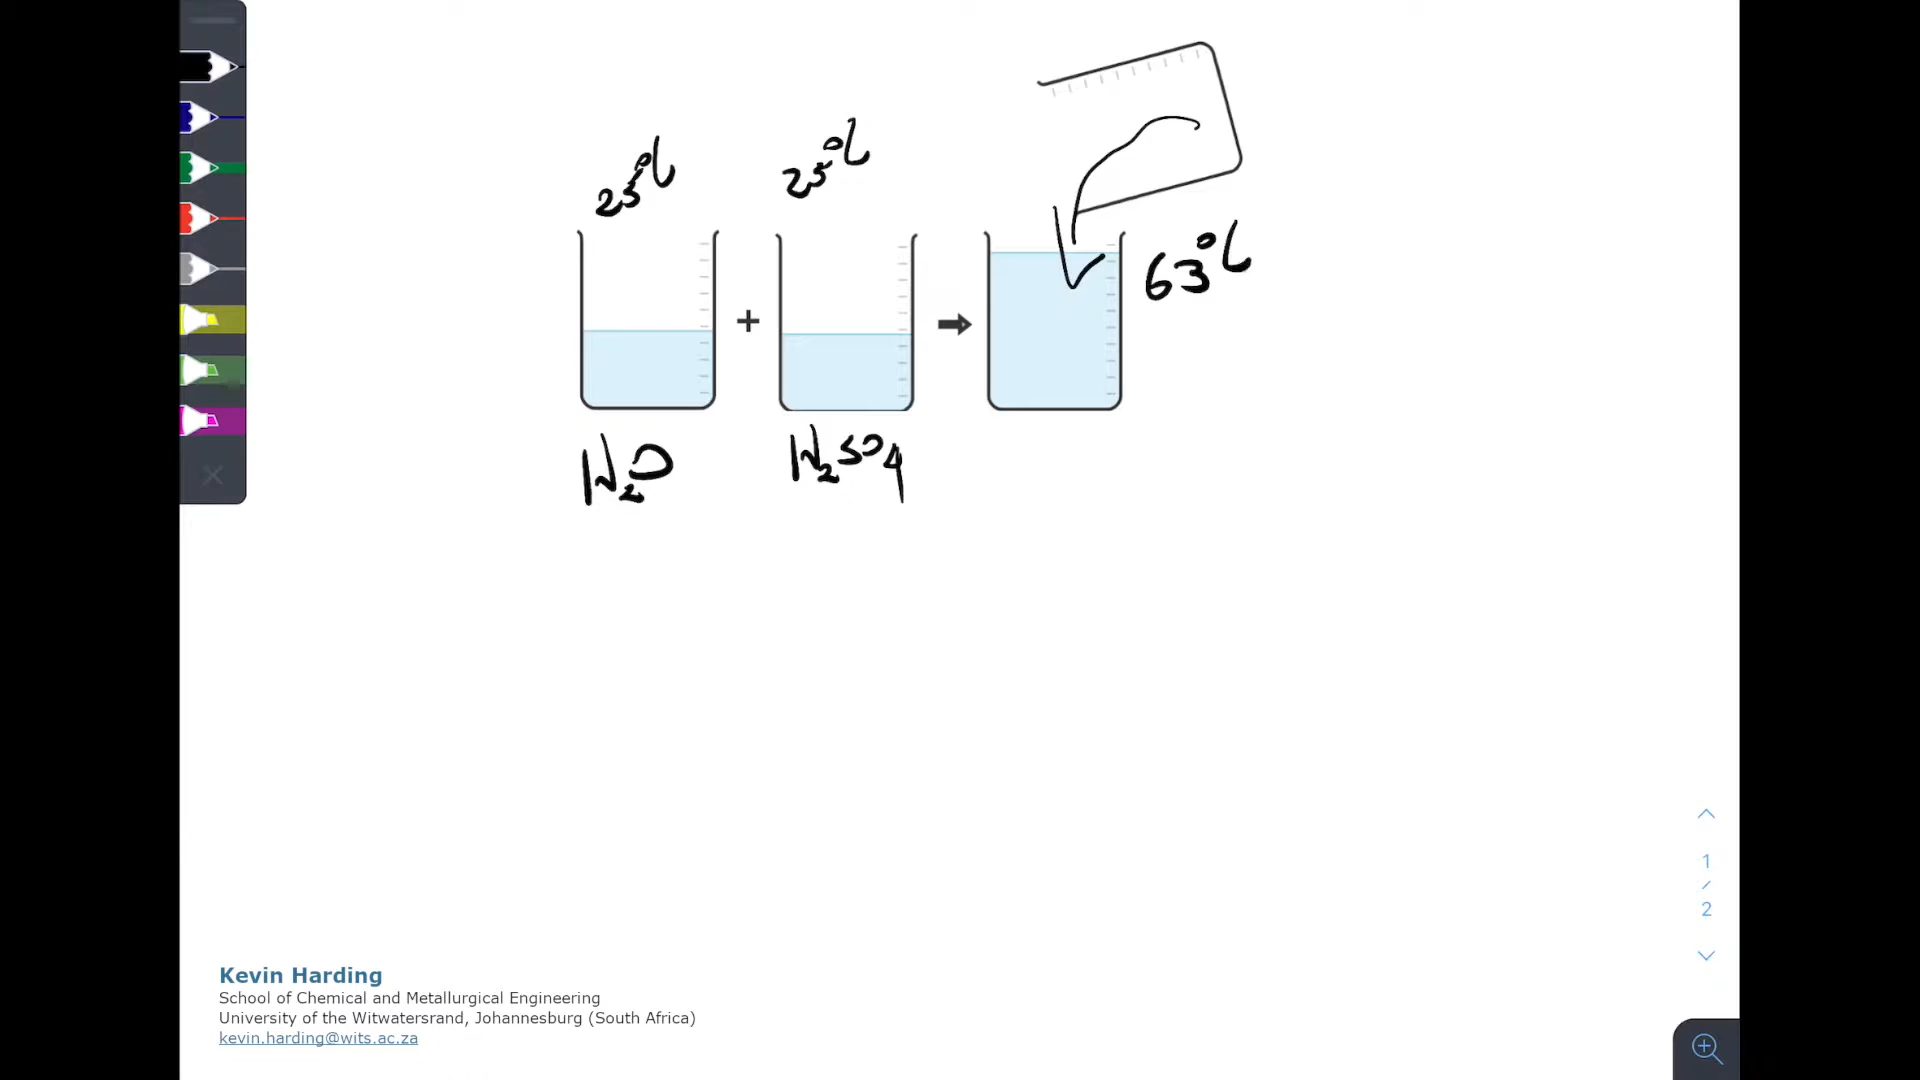 25°C
25°C
+
63°C
H2O
H2SO4
1
/
2
Kevin Harding
School of Chemical and Metallurgical Engineering
University of the Witwatersrand, Johannesburg (South Africa)
kevin.harding@wits.ac.za